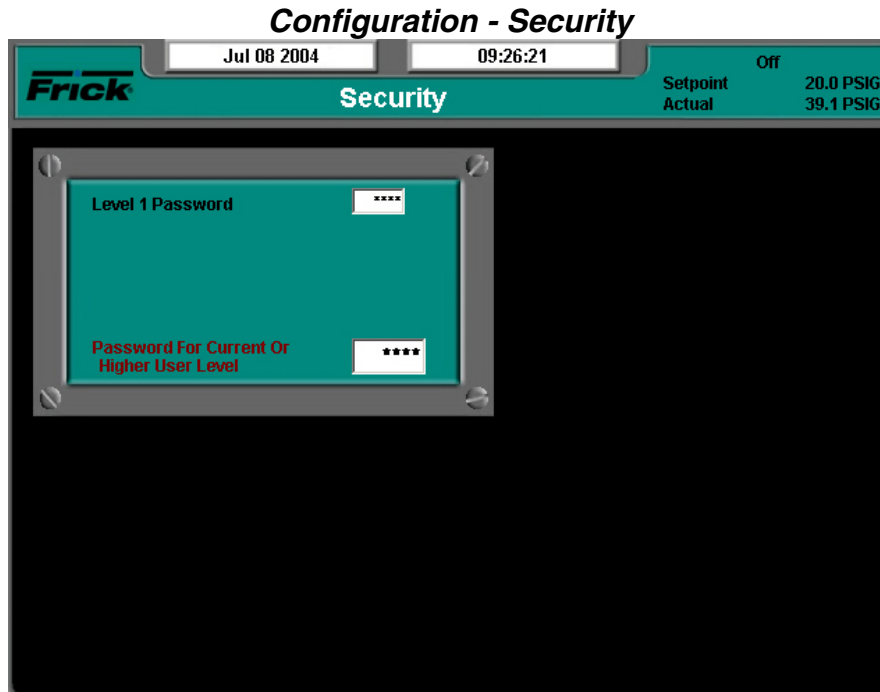 Configuration - Security
Jul 08 2004
09:26:21
Off
Frick
Security
Setpoint 20.0 PSIG
Actual 39.1 PSIG
Level 1 Password ****
Password For Current Or
Higher User Level ****